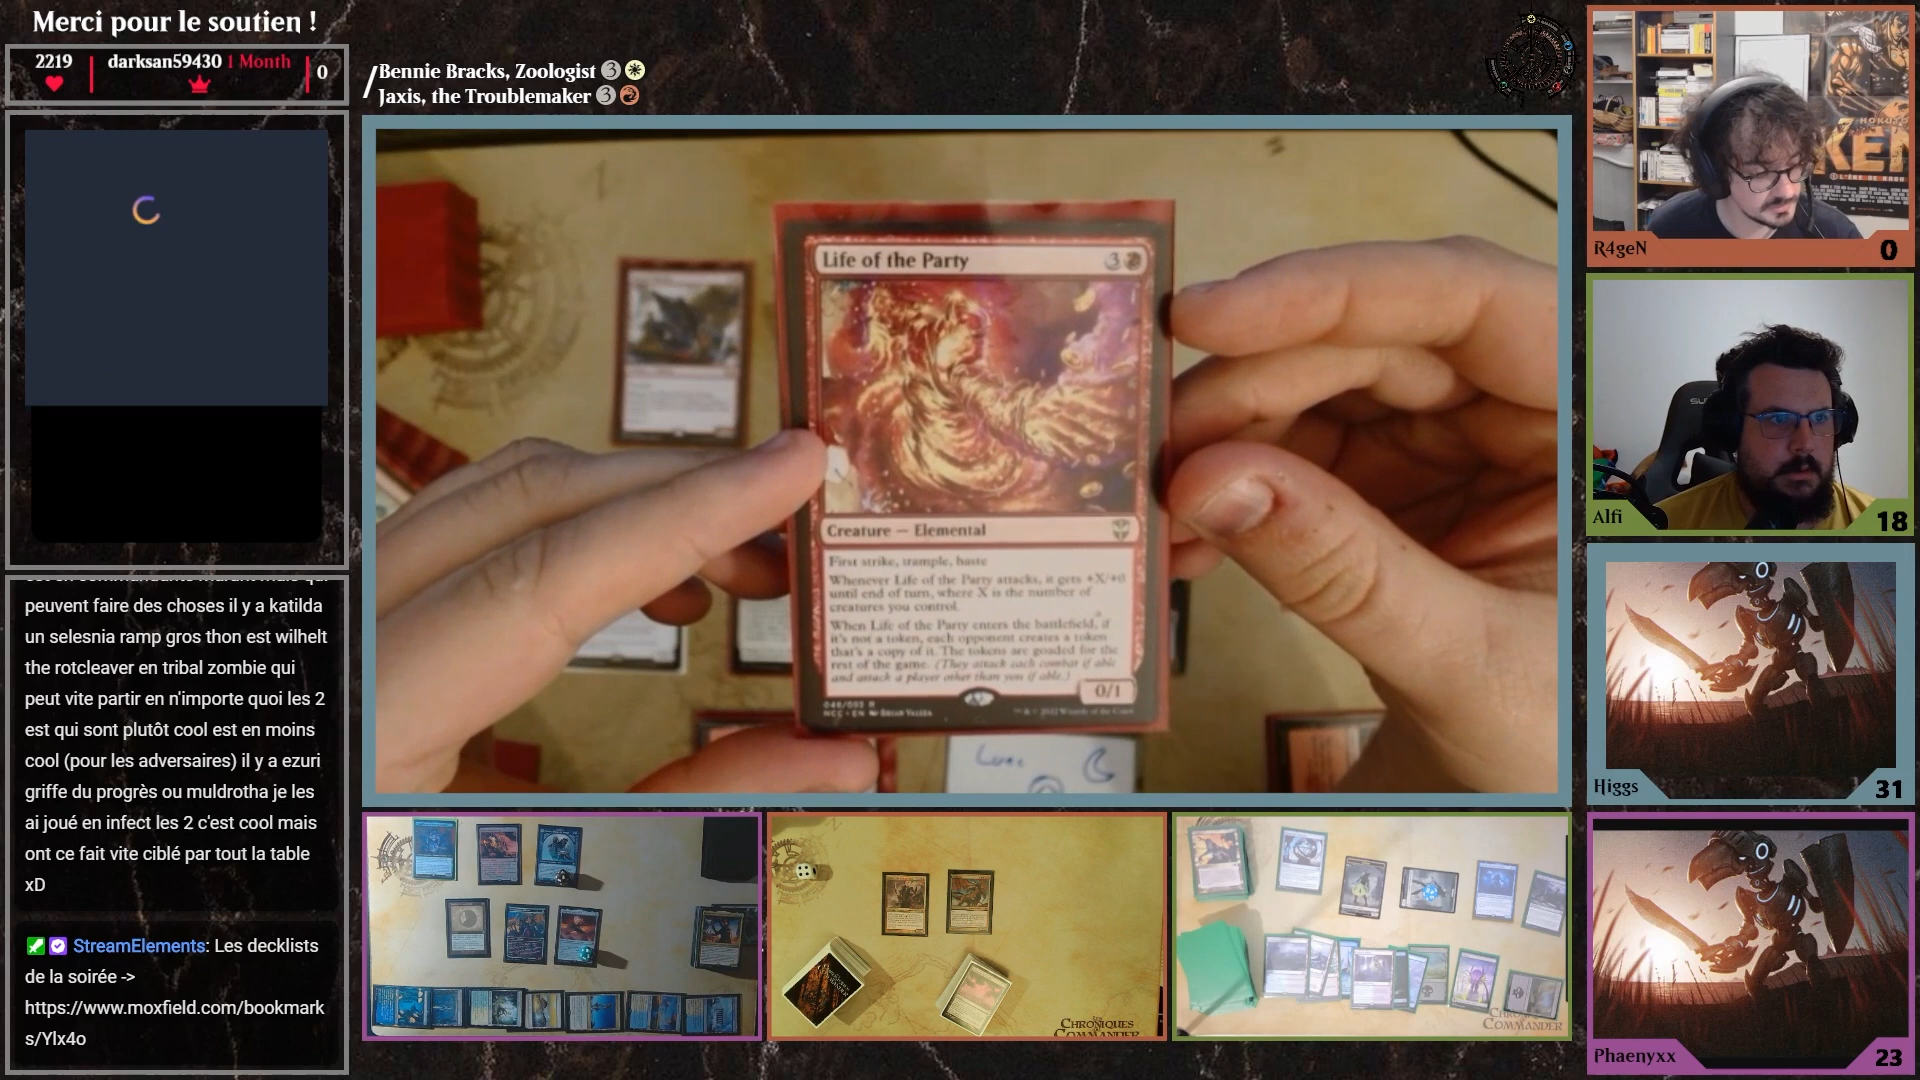 Merci pour le soutien !
2219
darksan59430 1 Month
0
/Bennie Bracks, Zoologist 3
Jaxis, the Troublemaker 3
Life of the Party 3
Creature — Elemental
First strike, trample, haste
Whenever Life of the Party attacks, it gets +X/+0
until end of turn, where X is the number of
creatures you control.
When Life of the Party enters the battlefield, if
it's not a token, each opponent creates a token
that's a copy of it. The tokens are goaded for the
rest of the game. (They attack each combat if able
and attack a player other than you if able.)
0/1
peuvent faire des choses il y a katilda
un selesnia ramp gros thon est wilhelt
the rotcleaver en tribal zombie qui
peut vite partir en n'importe quoi les 2
est qui sont plutôt cool est en moins
cool (pour les adversaires) il y a ezuri
griffe du progrès ou muldrotha je les
ai joué en infect les 2 c'est cool mais
ont ce fait vite ciblé par tout la table
xD
StreamElements: Les decklists
de la soirée ->
https://www.moxfield.com/bookmark
s/Ylx4o
R4geN
0
Alfi
18
Higgs
31
Phaenyxx
23
Chroniques
Commander